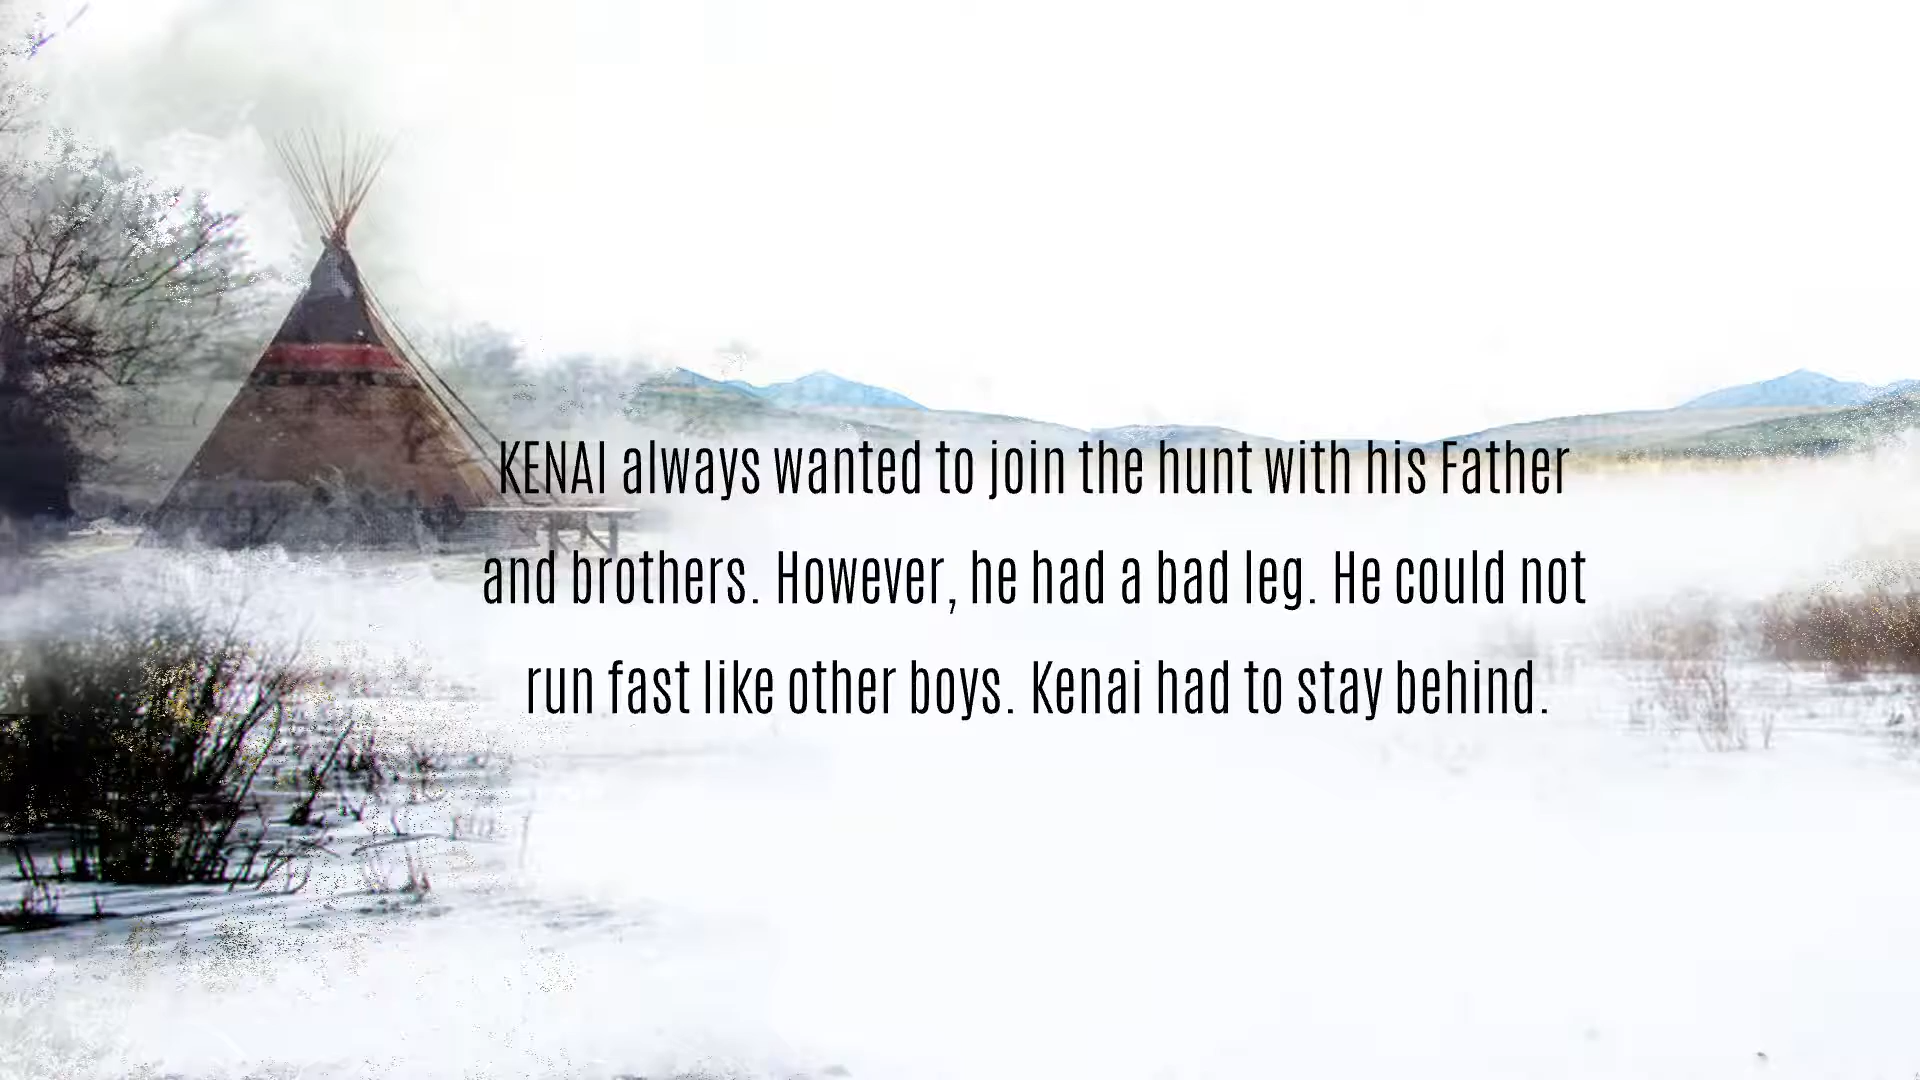 KENAI always wanted to join the hunt with his Father
and brothers. However, he had a bad leg. He could not
run fast like other boys. Kenai had to stay behind.